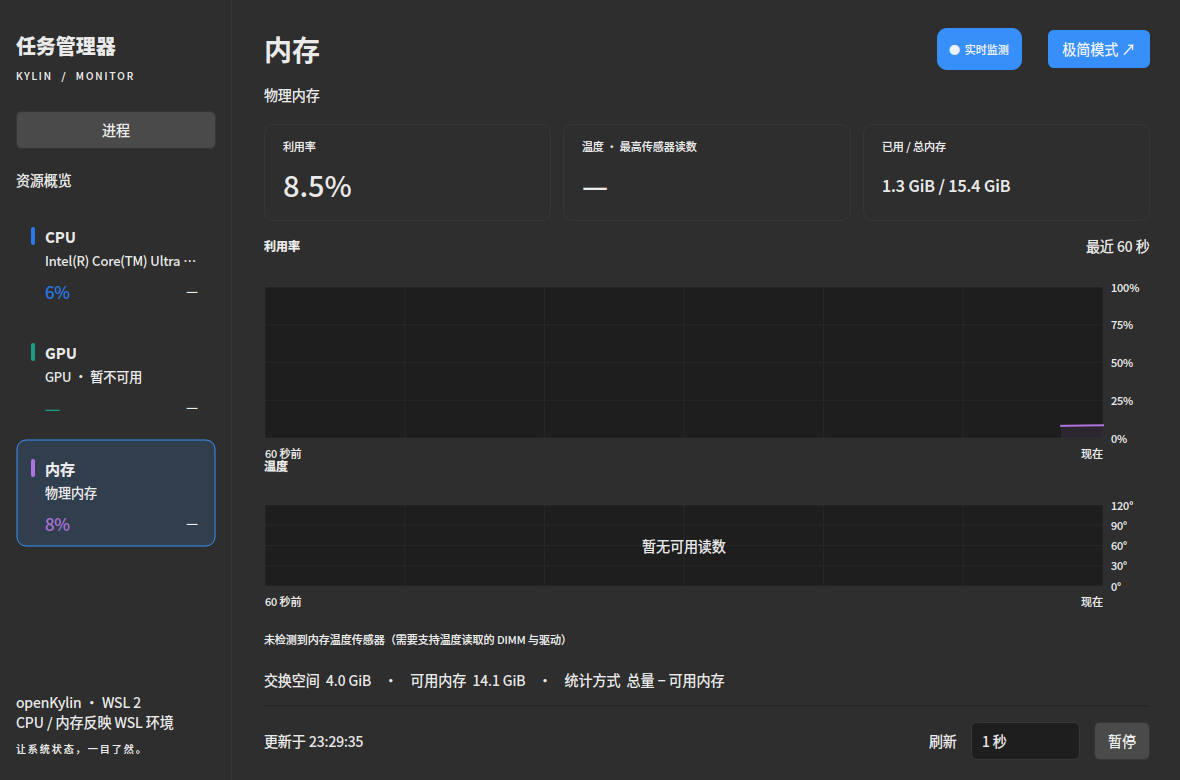 任务管理器
KYLIN / MONITOR
进程
资源概览
CPU
Intel(R) Core(TM) Ultra ⋯
6% —
GPU
GPU · 暂不可用
— —
内存
物理内存
8% —
openKylin · WSL 2
CPU / 内存反映 WSL 环境
让系统状态，一目了然。
内存
● 实时监测
极简模式 ↗
物理内存
利用率
8.5%
温度 · 最高传感器读数
—
已用 / 总内存
1.3 GiB / 15.4 GiB
利用率
最近 60 秒
100%
75%
50%
25%
0%
60 秒前
现在
温度
120°
90°
60°
30°
0°
暂无可用读数
60 秒前
现在
未检测到内存温度传感器（需要支持温度读取的 DIMM 与驱动）
交换空间 4.0 GiB · 可用内存 14.1 GiB · 统计方式 总量 − 可用内存
更新于 23:29:35
刷新
1 秒
暂停